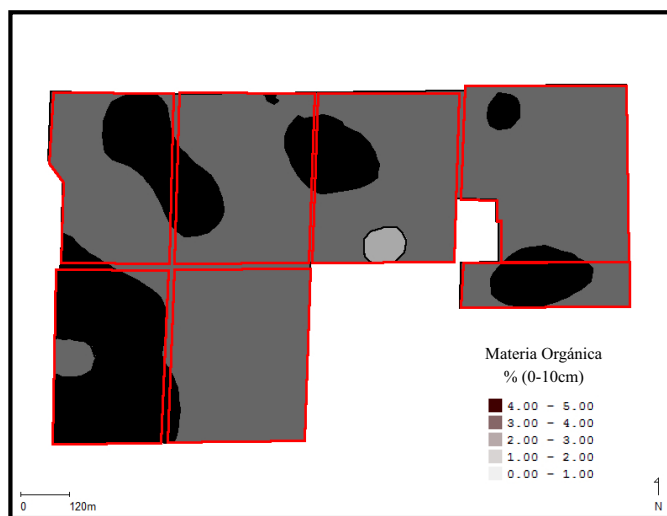 Materia Orgánica
% (0-10cm)
4.00 - 5.00
3.00 - 4.00
2.00 - 3.00
1.00 - 2.00
0.00 - 1.00
0 120m
N